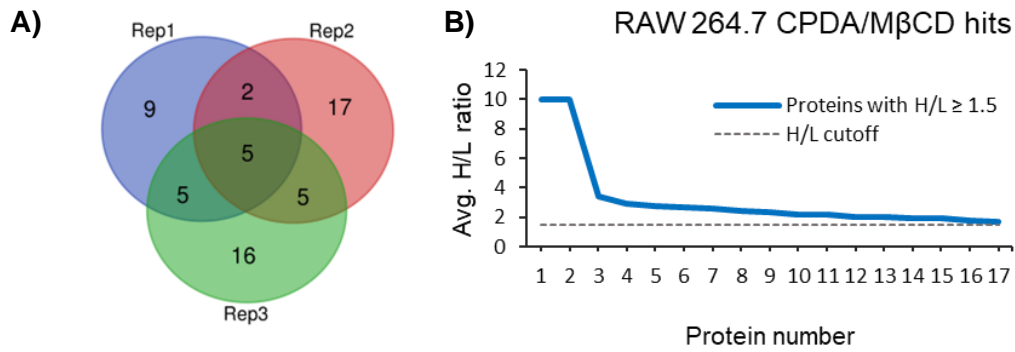 A)
Rep1
Rep2
9
2
17
5
5
5
16
Rep3
B)
RAW 264.7 CPDA/MβCD hits
Avg. H/L ratio
12
10
8
6
4
2
0
Proteins with H/L ≥ 1.5
H/L cutoff
1 2 3 4 5 6 7 8 9 10 11 12 13 14 15 16 17
Protein number